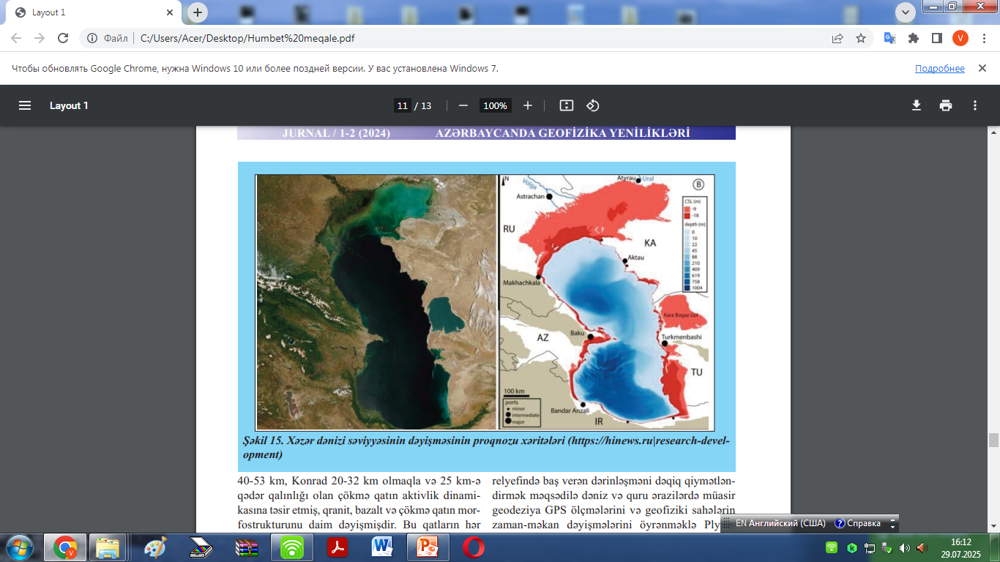 Layout 1
Файл
C:/Users/Acer/Desktop/Humbet%20meqale.pdf
V
Чтобы обновлять Google Chrome, нужна Windows 10 или более поздней версии. У вас установлена Windows 7.
Подробнее
Layout 1
11 / 13
100%
JURNAL / 1-2 (2024) AZƏRBAYCANDA GEOFİZİKA YENİLİKLƏRİ
N
Volga
Astrachan
Atyrau
Ural
B
CSL (m)
-9
-18
depth (m)
0
10
22
45
88
210
409
619
758
1004
RU
KA
Aktau
Makhachkala
Kara Bogaz Gol
AZ
Baku
Turkmenbashi
TU
100 km
ports
minor
intermediate
major
Bandar Anzali
IR
Şəkil 15. Xəzər dənizi səviyyəsinin dəyişməsinin proqnozu xəritələri (https://hinews.ru|research-devel-
opment)
40-53 km, Konrad 20-32 km olmaqla və 25 km-ə
qədər qalınlığı olan çökmə qatın aktivlik dinami-
kasına təsir etmiş, qranit, bazalt və çökmə qatın mor-
fostrukturunu daim dəyişmişdir. Bu qatların hər
relyefində baş verən dərinləşməni dəqiq qiymətlən-
dirmək məqsədilə dəniz və quru ərazilərdə müasir
geodeziya GPS ölçmələrini və geofiziki sahələrin
zaman-məkan dəyişmələrini öyrənməklə
EN Английский (США)
Справка
16:12
29.07.2025